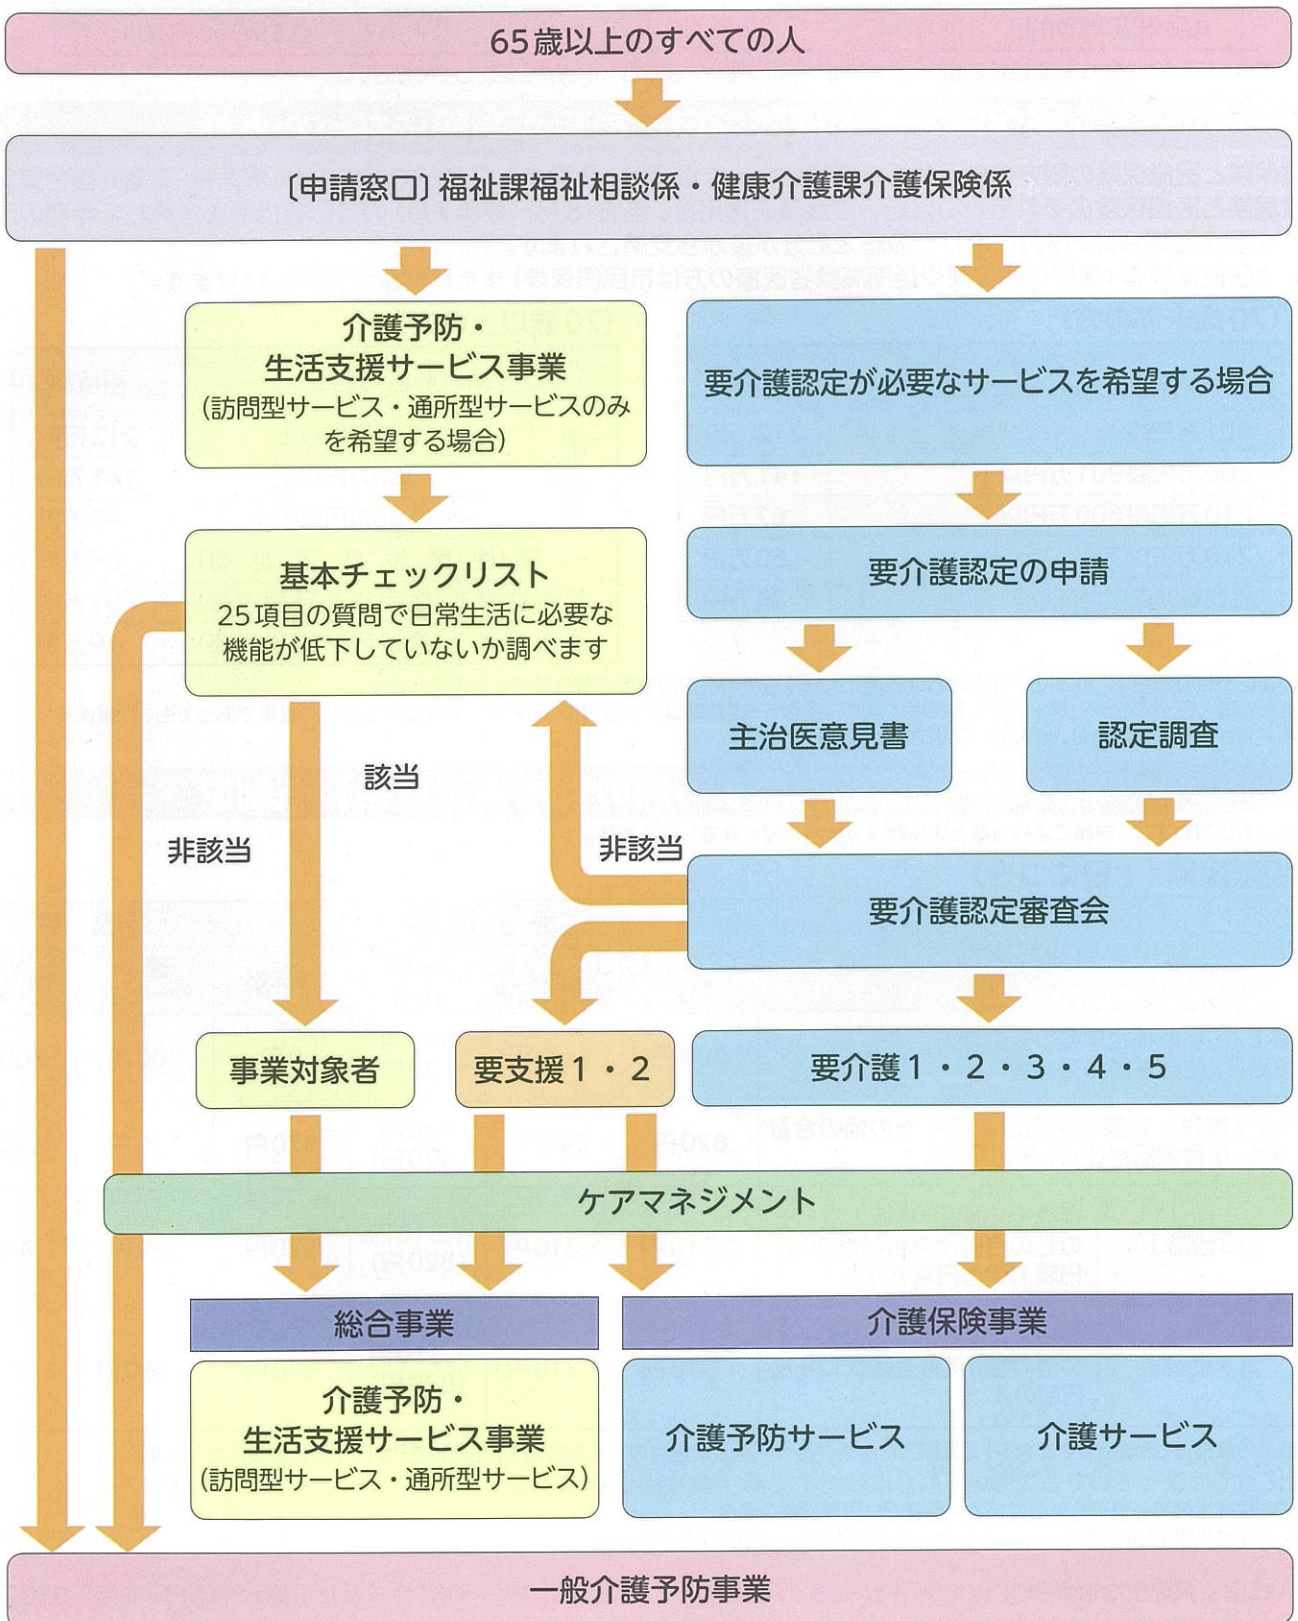 65歳以上のすべての人
〔申請窓口〕福祉課福祉相談係・健康介護課介護保険係
介護予防・
生活支援サービス事業
(訪問型サービス・通所型サービスのみ
を希望する場合)
要介護認定が必要なサービスを希望する場合
基本チェックリスト
25項目の質問で日常生活に必要な
機能が低下していないか調べます
要介護認定の申請
主治医意見書
認定調査
該当
非該当
非該当
要介護認定審査会
事業対象者
要支援1・2
要介護1・2・3・4・5
ケアマネジメント
総合事業
介護保険事業
介護予防・
生活支援サービス事業
(訪問型サービス・通所型サービス)
介護予防サービス
介護サービス
一般介護予防事業